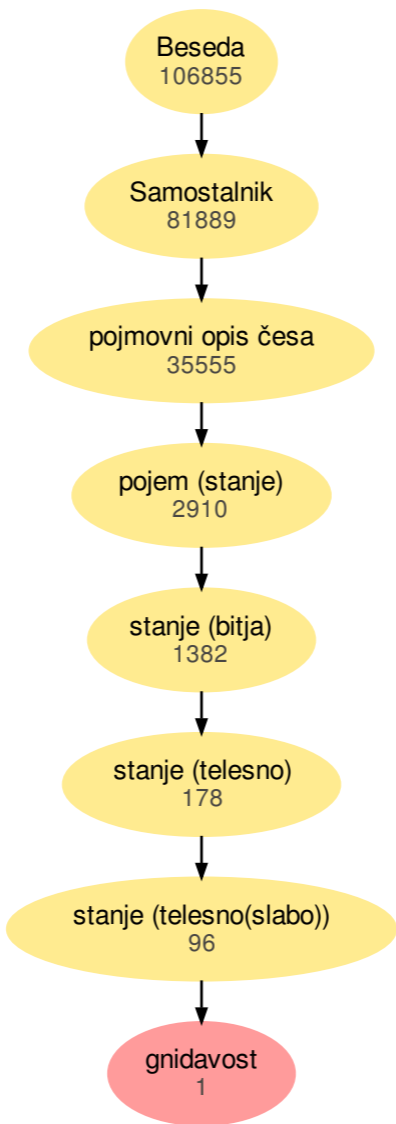 Beseda
106855
Samostalnik
81889
pojmovni opis česa
35555
pojem (stanje)
2910
stanje (bitja)
1382
stanje (telesno)
178
stanje (telesno(slabo))
96
gnidavost
1